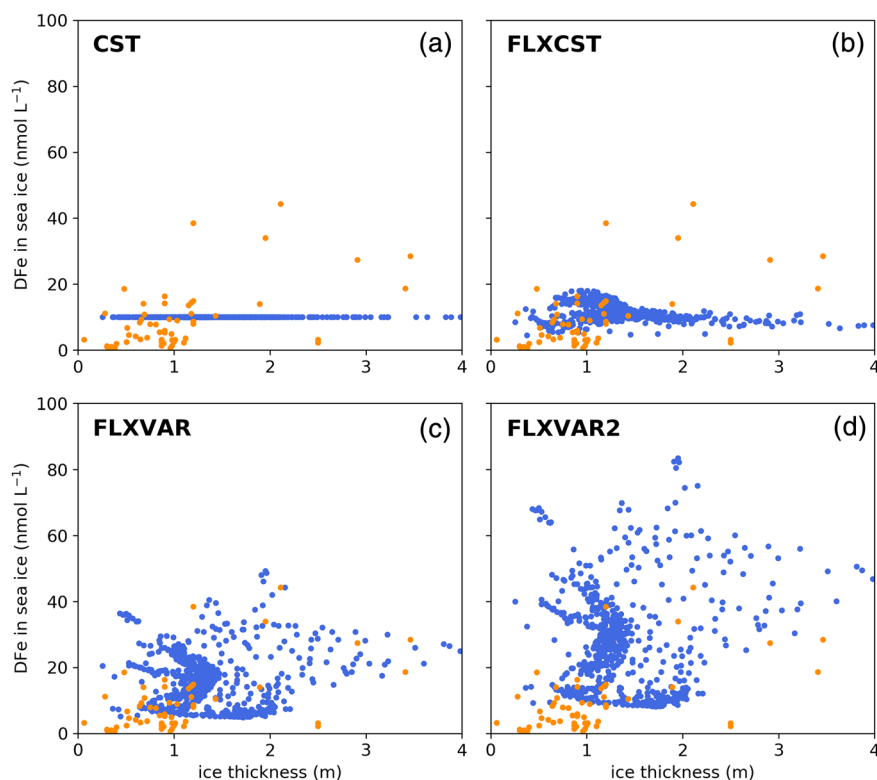 CST (a)
FLXCST (b)
100
80
60
40
20
0
DFe in sea ice (nmol L⁻¹)
0 1 2 3 4
0 1 2 3 4
FLXVAR (c)
FLXVAR2 (d)
100
80
60
40
20
0
DFe in sea ice (nmol L⁻¹)
0 1 2 3 4
0 1 2 3 4
ice thickness (m)
ice thickness (m)